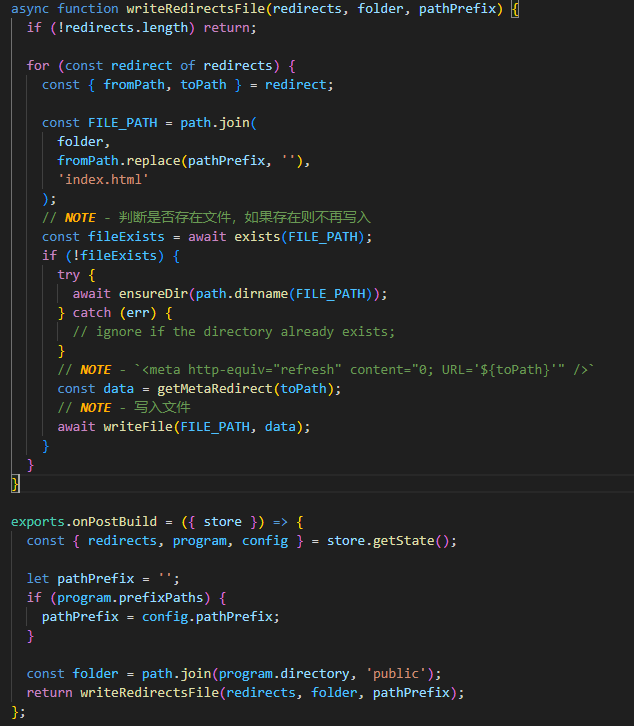 async function writeRedirectsFile(redirects, folder, pathPrefix) {
  if (!redirects.length) return;

  for (const redirect of redirects) {
    const { fromPath, toPath } = redirect;

    const FILE_PATH = path.join(
      folder,
      fromPath.replace(pathPrefix, ''),
      'index.html'
    );
    // NOTE - 判断是否存在文件，如果存在则不再写入
    const fileExists = await exists(FILE_PATH);
    if (!fileExists) {
      try {
        await ensureDir(path.dirname(FILE_PATH));
      } catch (err) {
        // ignore if the directory already exists;
      }
      // NOTE - `<meta http-equiv="refresh" content="0; URL='${toPath}'" />`
      const data = getMetaRedirect(toPath);
      // NOTE - 写入文件
      await writeFile(FILE_PATH, data);
    }
  }
}

exports.onPostBuild = ({ store }) => {
  const { redirects, program, config } = store.getState();

  let pathPrefix = '';
  if (program.prefixPaths) {
    pathPrefix = config.pathPrefix;
  }

  const folder = path.join(program.directory, 'public');
  return writeRedirectsFile(redirects, folder, pathPrefix);
};